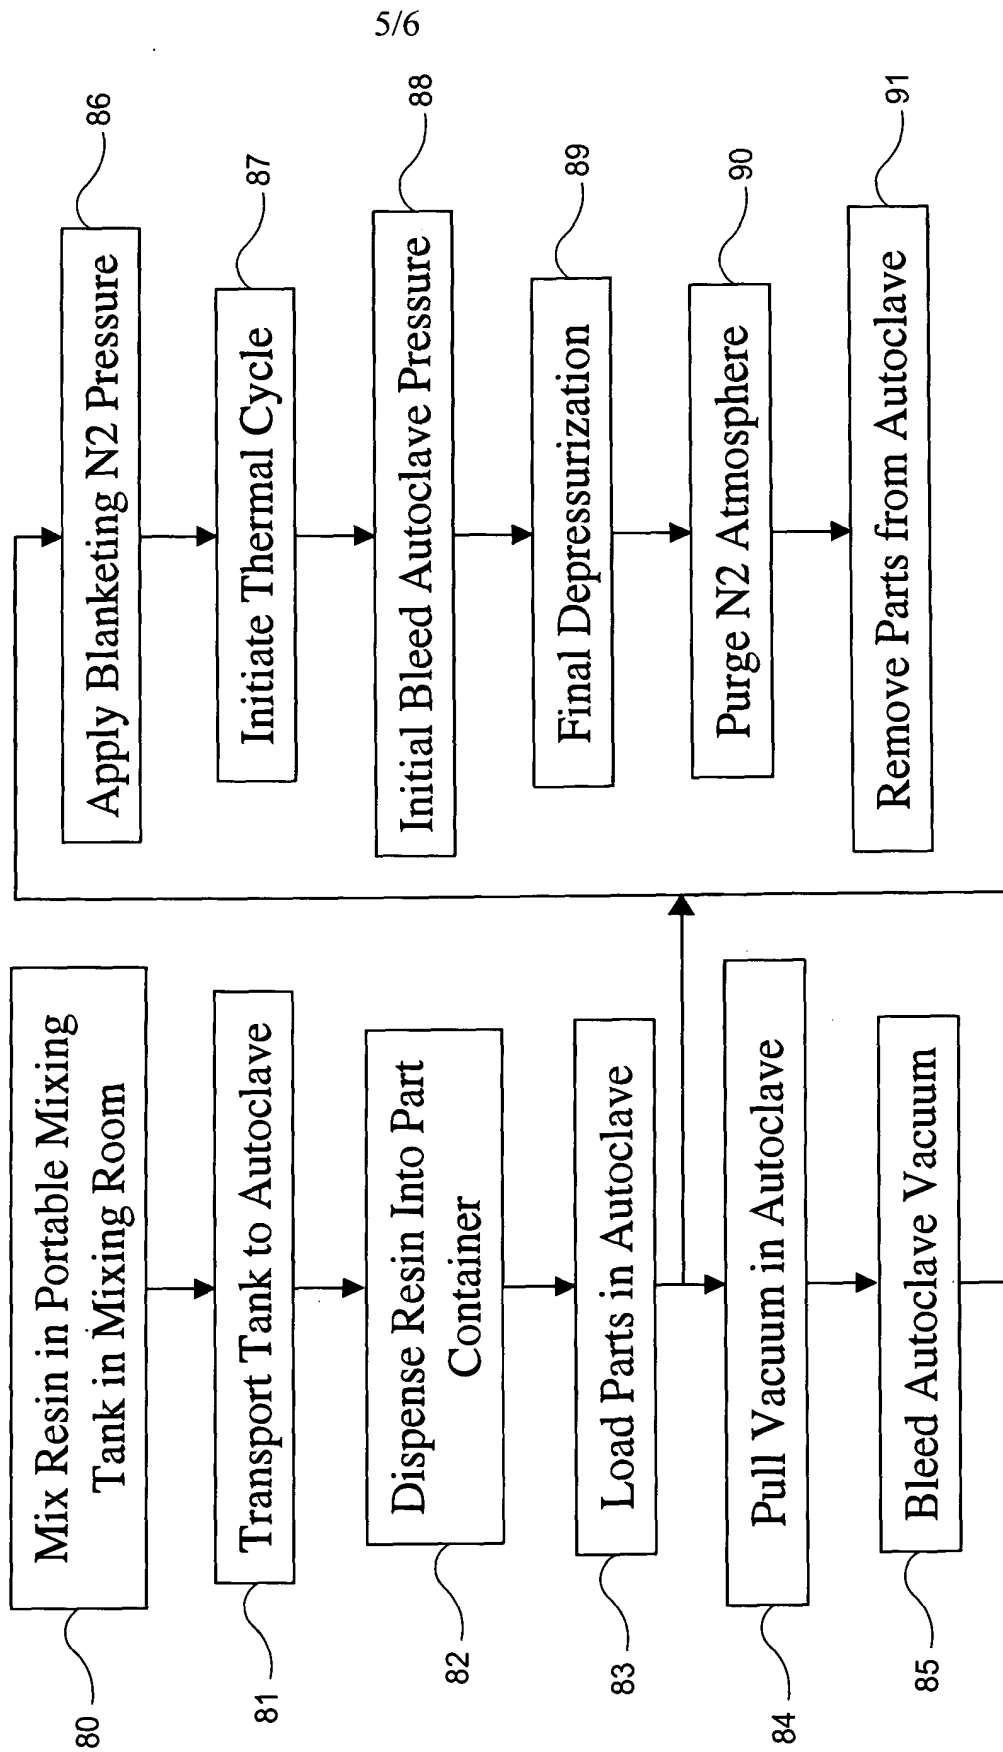 5/6
Mix Resin in Portable Mixing
Tank in Mixing Room
80
Transport Tank to Autoclave
81
Dispense Resin Into Part
Container
82
Load Parts in Autoclave
83
Pull Vacuum in Autoclave
84
Bleed Autoclave Vacuum
85
Apply Blanketing N2 Pressure
86
Initiate Thermal Cycle
87
Initial Bleed Autoclave Pressure
88
Final Depressurization
89
Purge N2 Atmosphere
90
Remove Parts from Autoclave
91